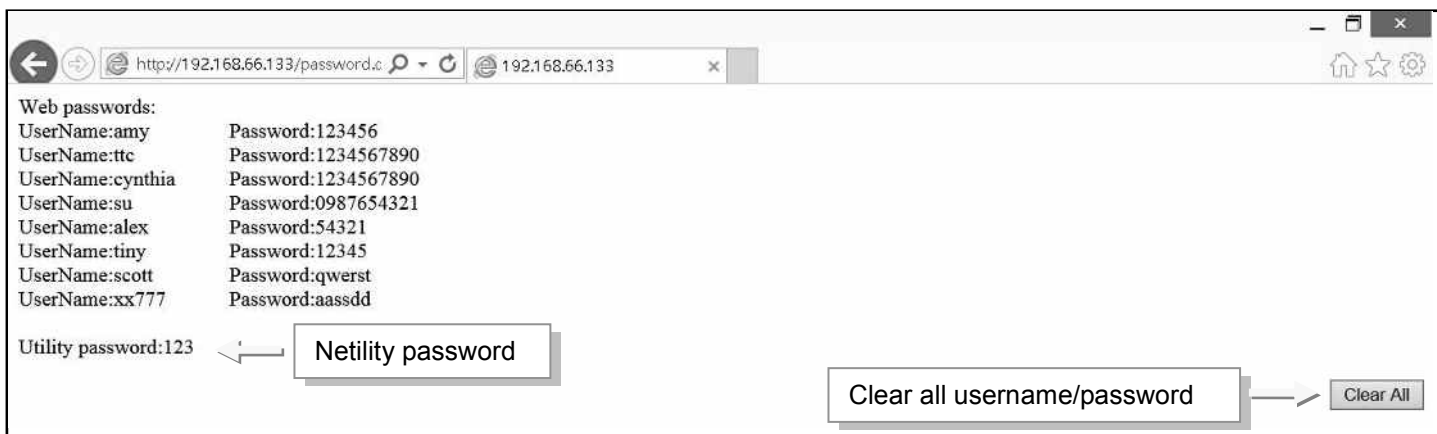 http://192.168.66.133/password.c
192.168.66.133
Web passwords:
UserName:amy Password:123456
UserName:ttc Password:1234567890
UserName:cynthia Password:1234567890
UserName:su Password:0987654321
UserName:alex Password:54321
UserName:tiny Password:12345
UserName:scott Password:qwerst
UserName:xx777 Password:aassdd
Utility password:123
Netility password
Clear all username/password
Clear All